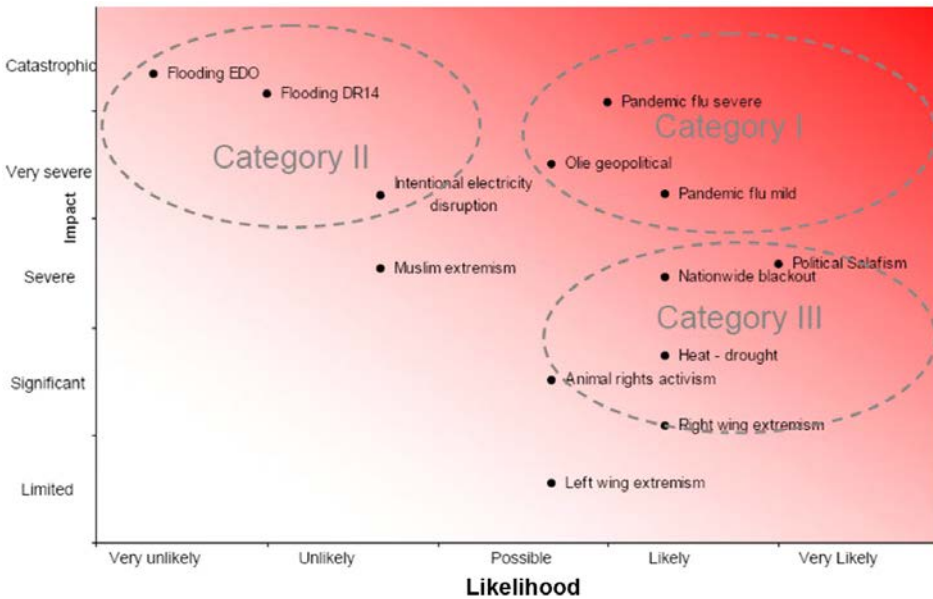 Catastrophic
Flooding EDO
Flooding DR14
Pandemic flu severe
Category I
Category II
Olie geopolitical
Very severe
Intentional electricity
disruption
Pandemic flu mild
Impact
Political Salafism
Muslim extremism
Nationwide blackout
Severe
Category III
Heat - drought
Significant
Animal rights activism
Right wing extremism
Left wing extremism
Limited
Very unlikely
Unlikely
Possible
Likely
Very Likely
Likelihood